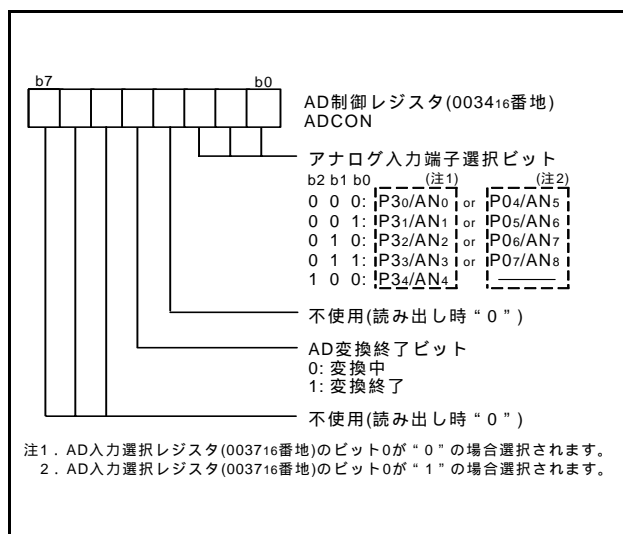 b7 b0
AD制御レジスタ(003416番地)
ADCON
アナログ入力端子選択ビット
b2 b1 b0 (注1) (注2)
0 0 0: P30/AN0 or P04/AN5
0 0 1: P31/AN1 or P05/AN6
0 1 0: P32/AN2 or P06/AN7
0 1 1: P33/AN3 or P07/AN8
1 0 0: P34/AN4
不使用(読み出し時“0”)
AD変換終了ビット
0: 変換中
1: 変換終了
不使用(読み出し時“0”)
注1．AD入力選択レジスタ(003716番地)のビット0が“0”の場合選択されます。
2．AD入力選択レジスタ(003716番地)のビット0が“1”の場合選択されます。